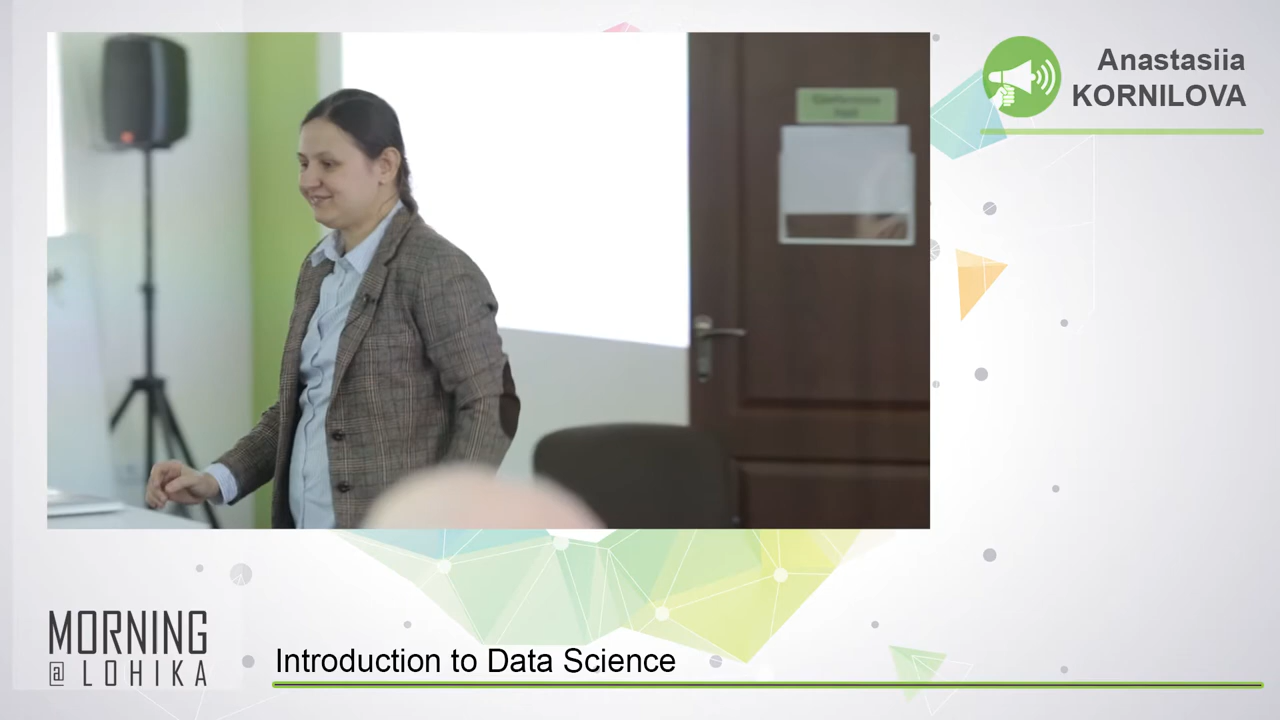 Anastasiia
KORNILOVA
MORNING
@ LOHIKA
Introduction to Data Science